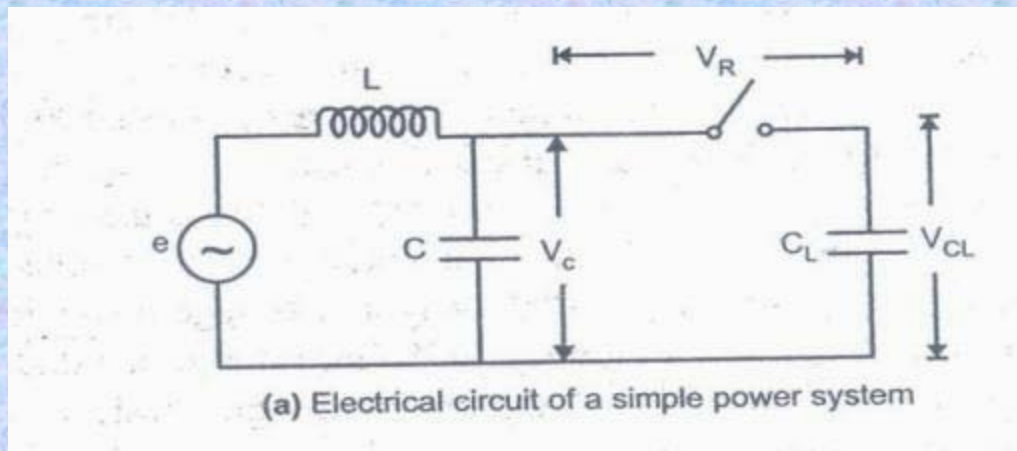 V_R
L
e
~
C
V_c
C_L
V_CL
(a) Electrical circuit of a simple power system